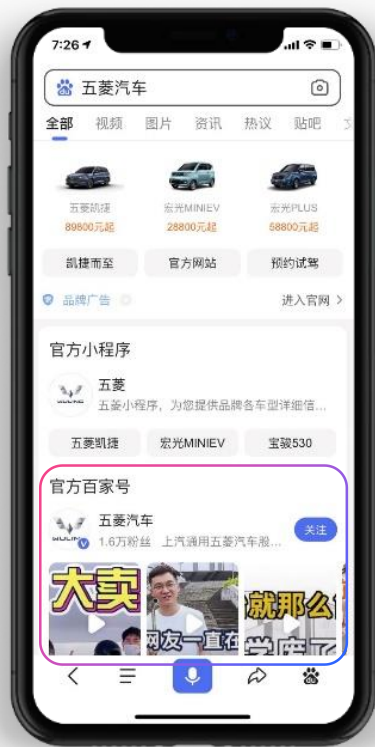 7:26
五菱汽车
全部 视频 图片 资讯 热议 贴吧
五菱凯捷 宏光MINIEV 宏光PLUS
89800元起 28800元起 58800元起
凯捷而至 官方网站 预约试驾
品牌广告 进入官网 >
官方小程序
五菱
五菱小程序，为您提供品牌各车型详细信...
五菱凯捷 宏光MINIEV 宝骏530
官方百家号
五菱汽车
1.6万粉丝 上汽通用五菱汽车股...
关注
大卖
网友一直在
就那么